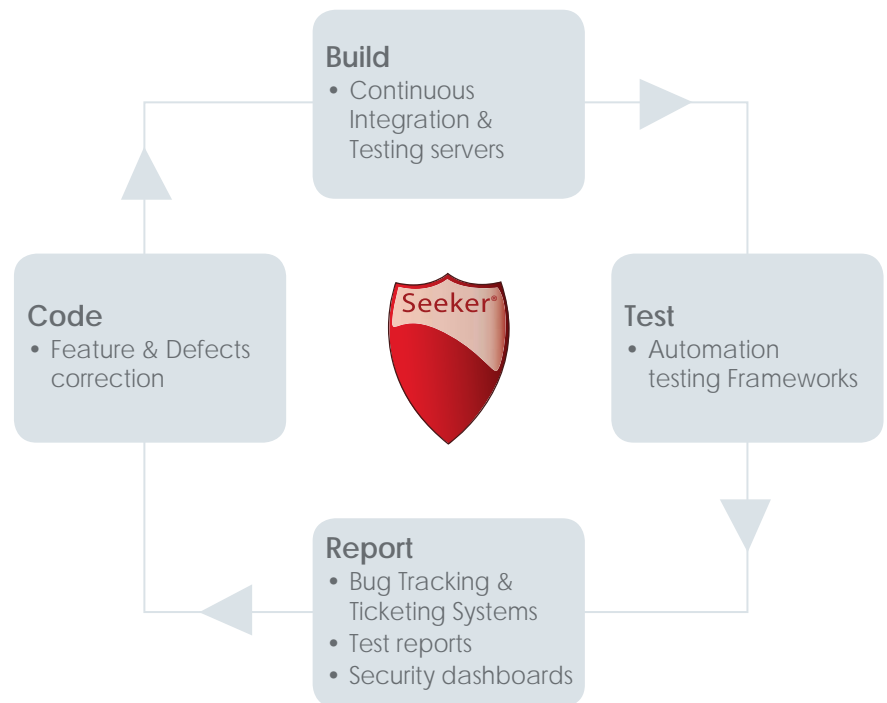 Build
• Continuous
Integration &
Testing servers
Code
• Feature & Defects
correction
Seeker®
Test
• Automation
testing Frameworks
Report
• Bug Tracking &
Ticketing Systems
• Test reports
• Security dashboards